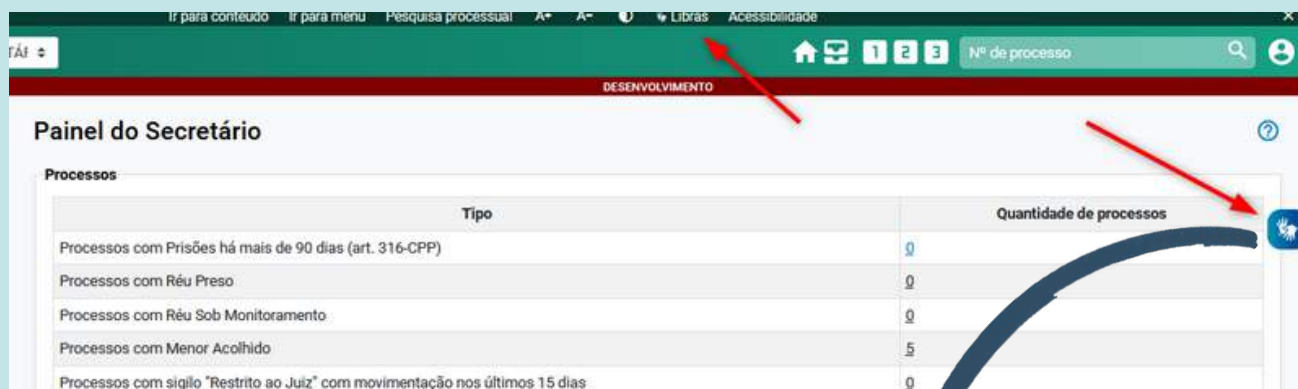 Ir para conteúdo Ir para menu Pesquisa processual A+ A- Libras Acessibilidade
1 2 3 Nº de processo
DESENVOLVIMENTO
Painel do Secretário
Processos
Tipo Quantidade de processos
Processos com Prisões há mais de 90 dias (art. 316-CPP) 0
Processos com Réu Preso 0
Processos com Réu Sob Monitoramento 0
Processos com Menor Acolhido 5
Processos com sigilo "Restrito ao Juiz" com movimentação nos últimos 15 dias 0